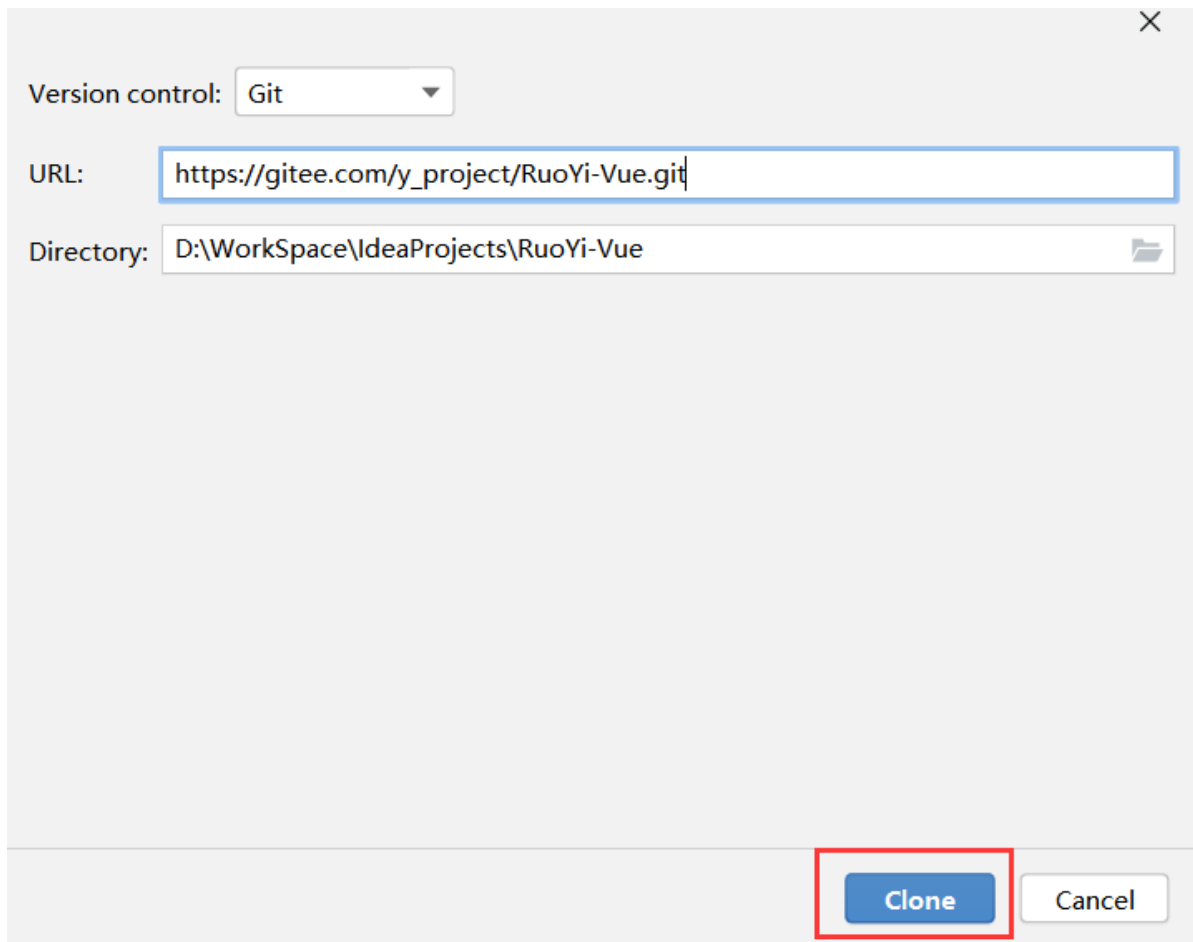 Version control: Git
URL: https://gitee.com/y_project/RuoYi-Vue.git
Directory: D:\WorkSpace\IdeaProjects\RuoYi-Vue
Clone Cancel